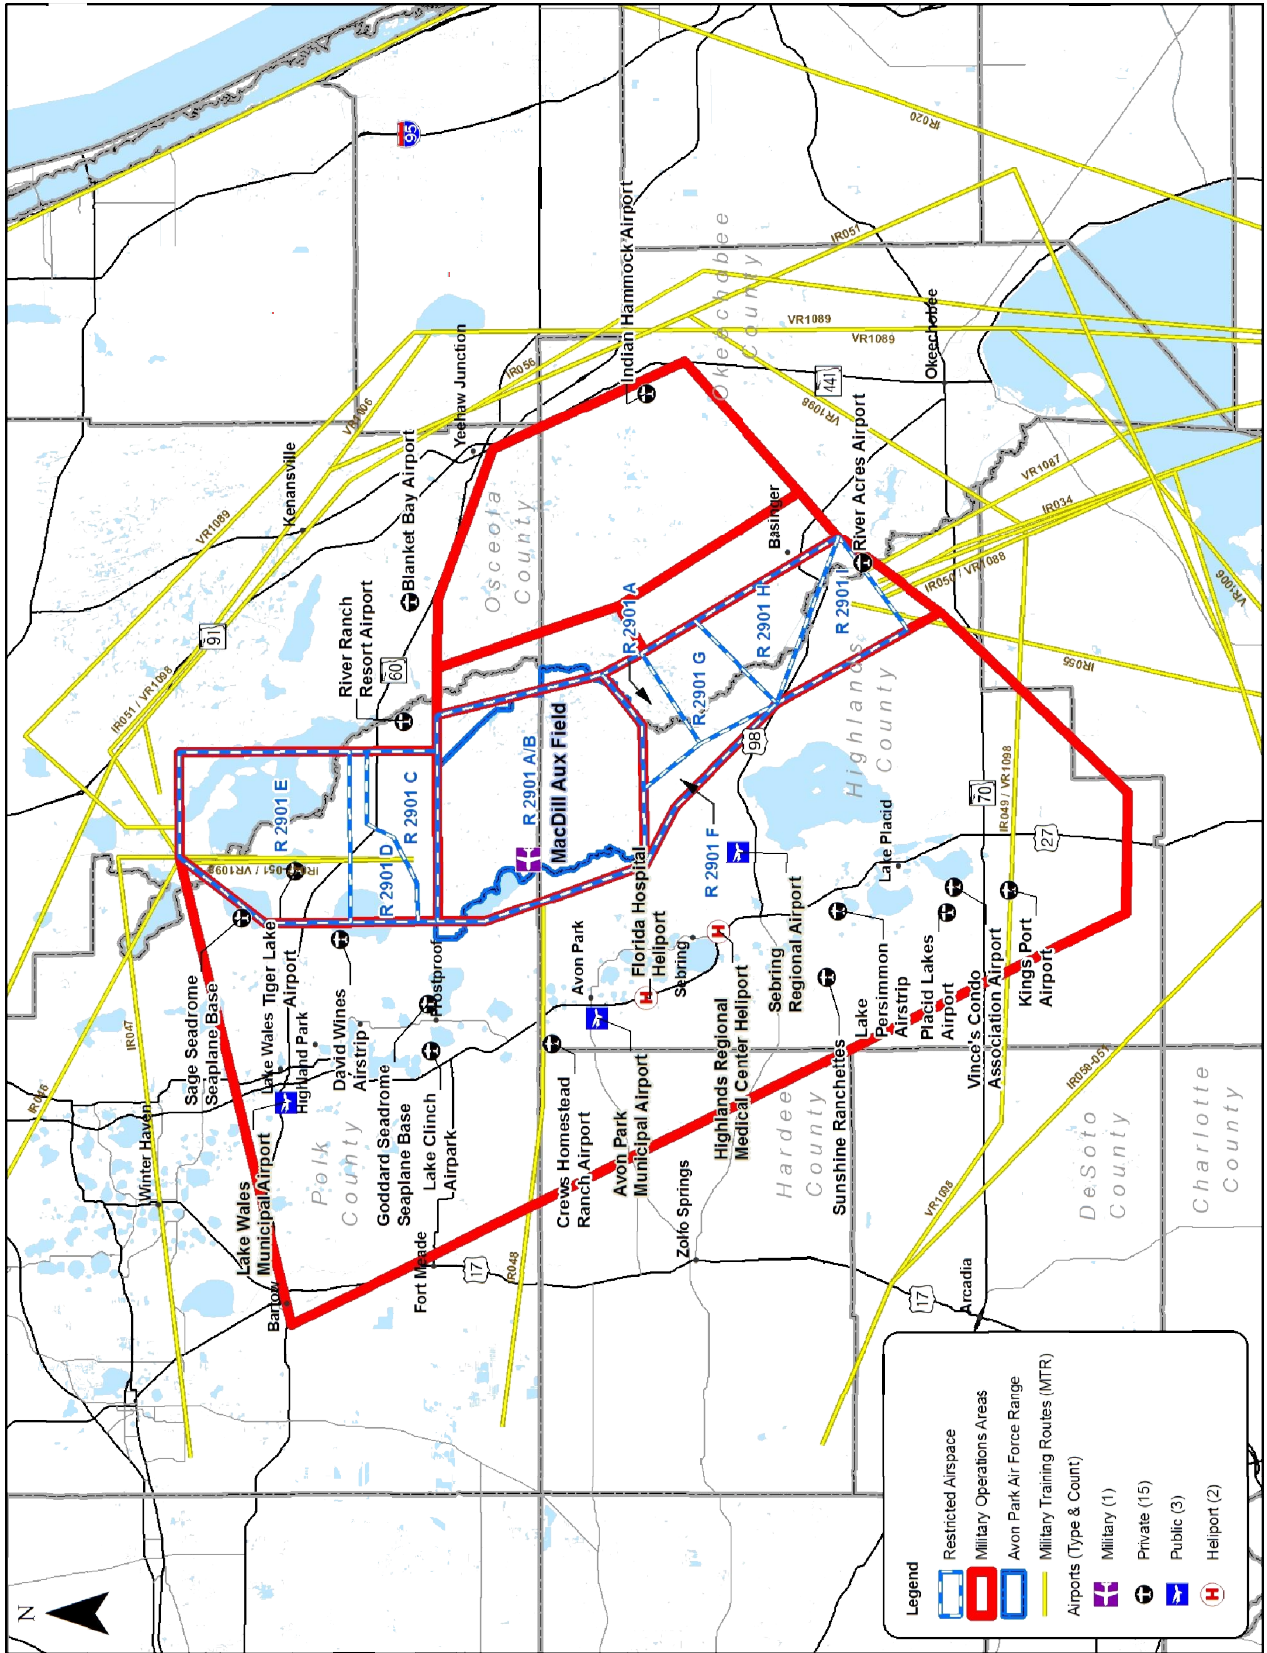 N
Legend
Restricted Airspace
Military Operations Areas
Avon Park Air Force Range
Military Training Routes (MTR)
Airports (Type & Count)
Military (1)
Private (15)
Public (3)
H Heliport (2)
IR046
IR047
Winter Haven
Bartow
Lake Wales
Municipal Airport
Sage Seadrome
Seaplane Base
Lake Wales
Tiger Lake
Airport
Highland Park
David Wines
Airstrip
Polk
County
Goddard Seadrome
Seaplane Base
Frostproof
Lake Clinch
Airpark
Fort Meade
17
IR048
Crews Homestead
Ranch Airport
Avon Park
Avon Park
Municipal Airport
Florida Hospital
Heliport
H
Sebring
H
Highlands Regional
Medical Center Heliport
Sebring
Regional Airport
Zolfo Springs
Hardee
County
Sunshine Ranchettes
Lake
Persimmon
Airstrip
Lake Placid
Placid Lakes
Airport
Vince's Condo
Association Airport
Kings Port
Airport
17
Arcadia
VR1098
IR056-051
DeSoto
County
Charlotte
County
27
70
IR049 / VR1098
IR055
Highlands
County
98
R 2901 E
R 2901 D
R 2901 C
R 2901 A/B
MacDill Aux Field
R 2901 F
R 2901 A
R 2901 G
R 2901 H
R 2901 I
IR051 / VR1098
91
VR1089
Kenansville
VR1006
River Ranch
Resort Airport
60
Blanket Bay Airport
Yeehaw Junction
IR056
Osceola
County
95
Indian Hammock Airport
Okeechobee
County
Basinger
River Acres Airport
441
VR1098
VR1089
VR1089
IR051
IR020
Okeechobee
VR1087
IR034
IR050 / VR1088
VR1006